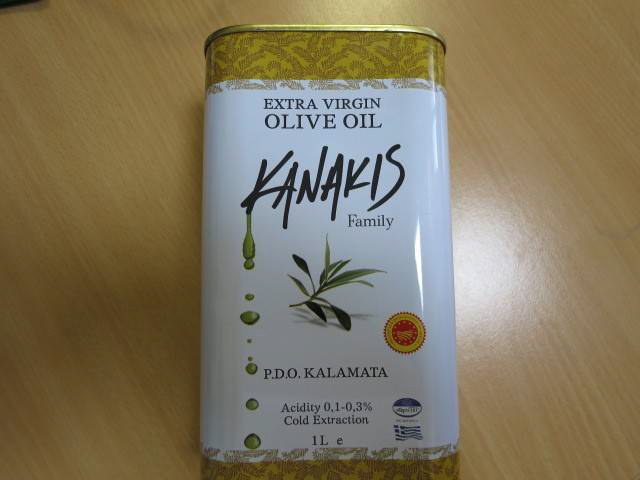 EXTRA VIRGIN
OLIVE OIL
KANAKIS
Family
P.D.O. KALAMATA
Acidity 0,1-0,3%
Cold Extraction
1L e